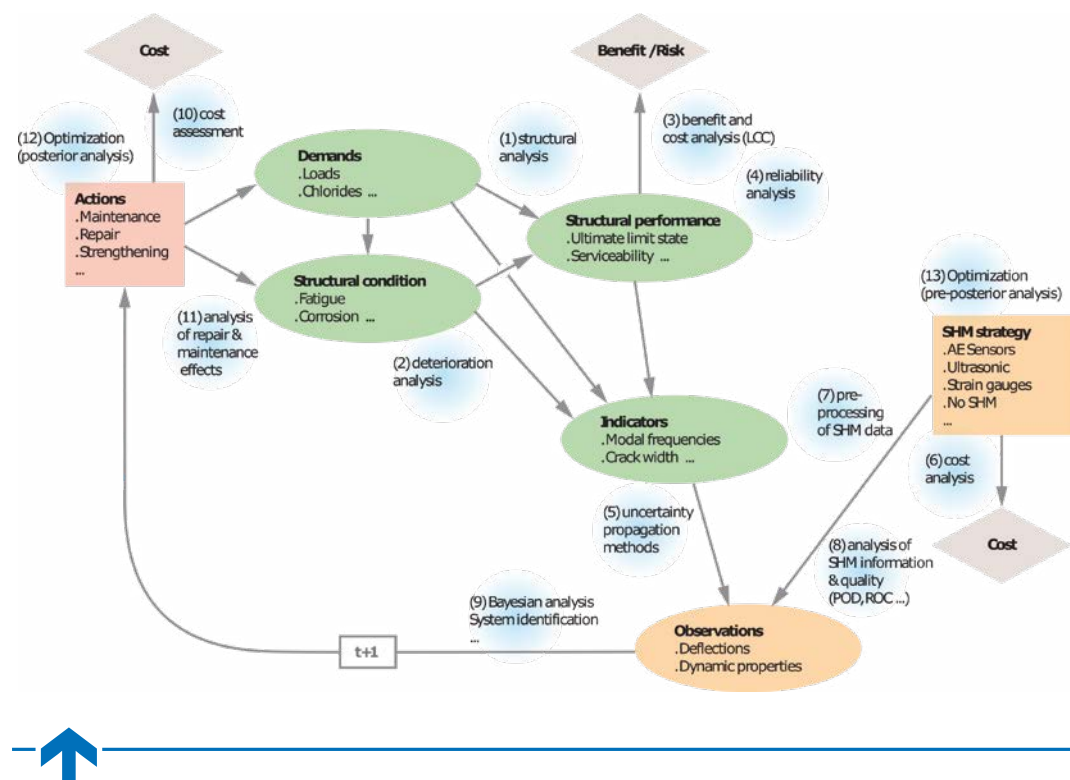 Cost
Benefit /Risk
(10) cost
assessment
(12) Optimization
(posterior analysis)
(1) structural
analysis
(3) benefit and
cost analysis (LCC)
(4) reliability
analysis
Demands
.Loads
.Chlorides ...
Actions
.Maintenance
.Repair
.Strengthening
...
Structural performance
.Ultimate limit state
.Serviceability ...
Structural condition
.Fatigue
.Corrosion ...
(13) Optimization
(pre-posterior analysis)
(11) analysis
of repair &
maintenance
effects
(2) deterioration
analysis
SHM strategy
.AE Sensors
.Ultrasonic
.Strain gauges
.No SHM
...
(7) pre-
processing
of SHM data
Indicators
.Modal frequencies
.Crack width ...
(6) cost
analysis
(5) uncertainty
propagation
methods
(8) analysis of
SHM information
& quality
(POD, ROC ...)
Cost
(9) Bayesian analysis
System identification
...
Observations
.Deflections
.Dynamic properties
t+1